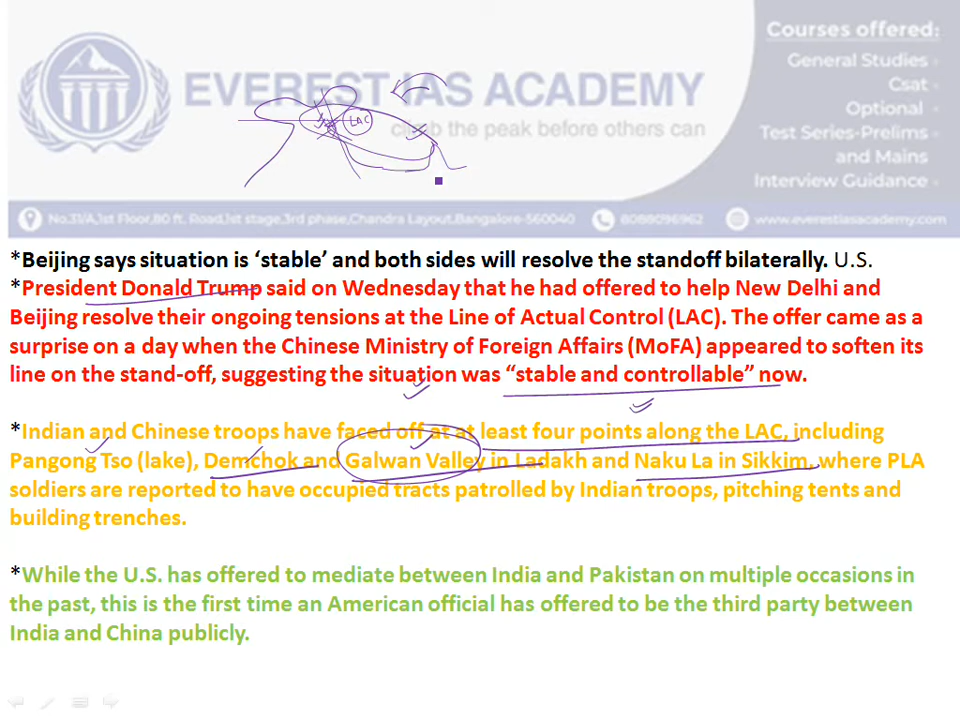 Courses offered:
General Studies
Csat
Optional
Test Series-Prelims
and Mains
Interview Guidance
EVEREST IAS ACADEMY
climb the peak before others can
LAC
No.31/A,1st Floor,80 ft. Road,1st stage,3rd phase,Chandra Layout,Bangalore-560040 8088096962 www.everestiasacademy.com
*Beijing says situation is ‘stable’ and both sides will resolve the standoff bilaterally. U.S.
*President Donald Trump said on Wednesday that he had offered to help New Delhi and
Beijing resolve their ongoing tensions at the Line of Actual Control (LAC). The offer came as a
surprise on a day when the Chinese Ministry of Foreign Affairs (MoFA) appeared to soften its
line on the stand-off, suggesting the situation was “stable and controllable” now.
*Indian and Chinese troops have faced off at at least four points along the LAC, including
Pangong Tso (lake), Demchok and Galwan Valley in Ladakh and Naku La in Sikkim, where PLA
soldiers are reported to have occupied tracts patrolled by Indian troops, pitching tents and
building trenches.
*While the U.S. has offered to mediate between India and Pakistan on multiple occasions in
the past, this is the first time an American official has offered to be the third party between
India and China publicly.